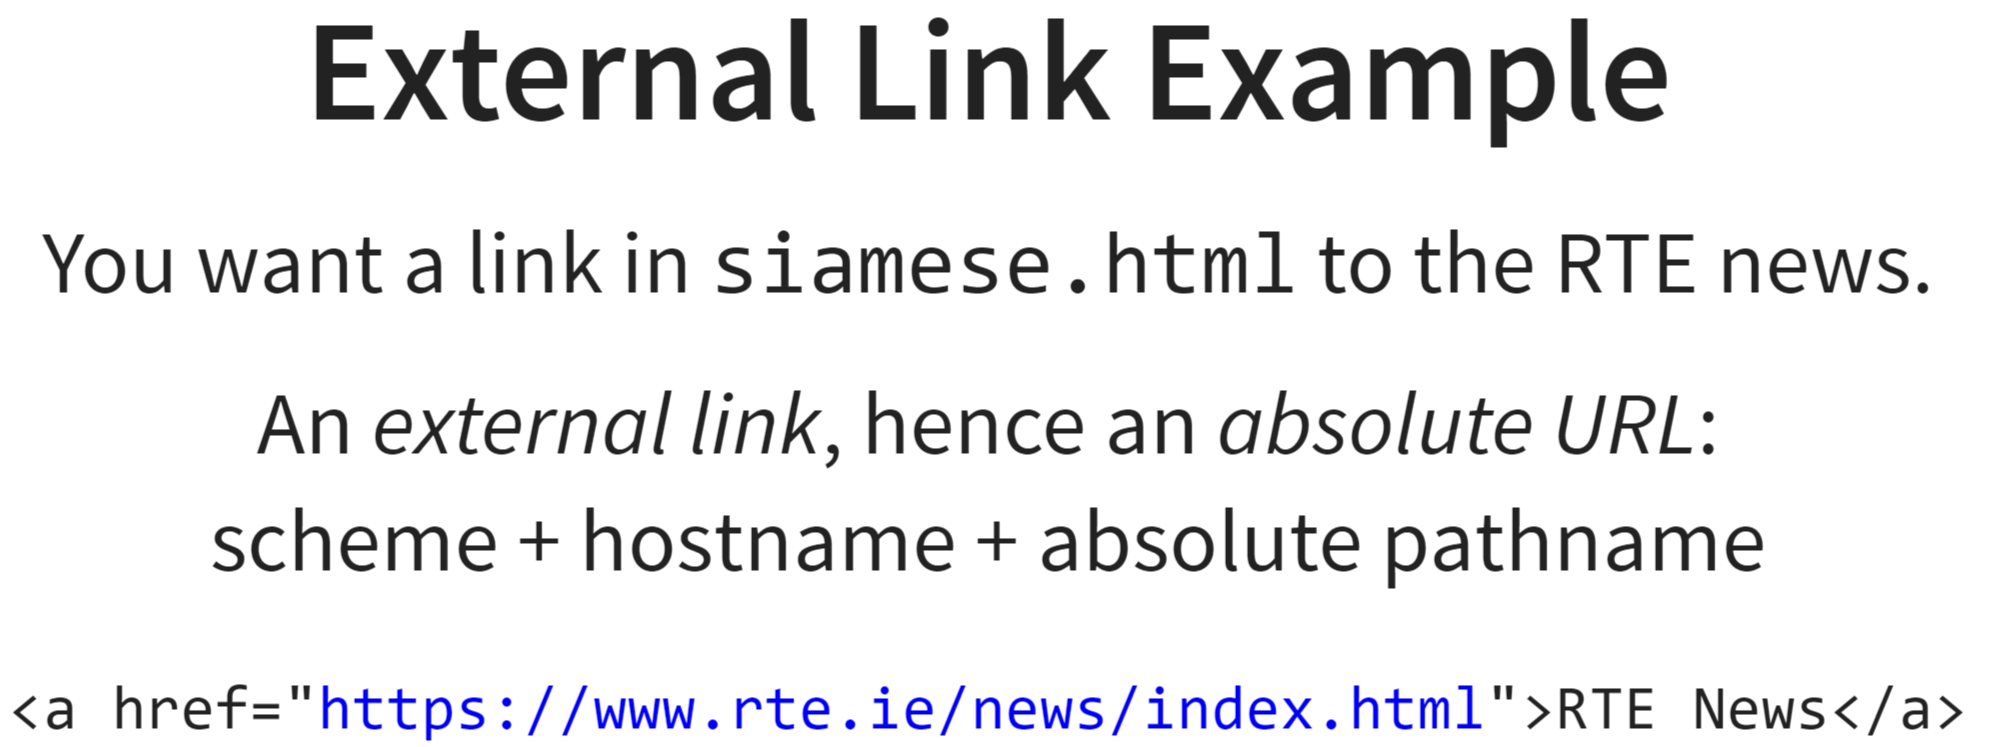 External Link Example
You want a link in siamese.html to the RTE news.
An external link, hence an absolute URL:
scheme + hostname + absolute pathname
<a href="https://www.rte.ie/news/index.html">RTE News</a>